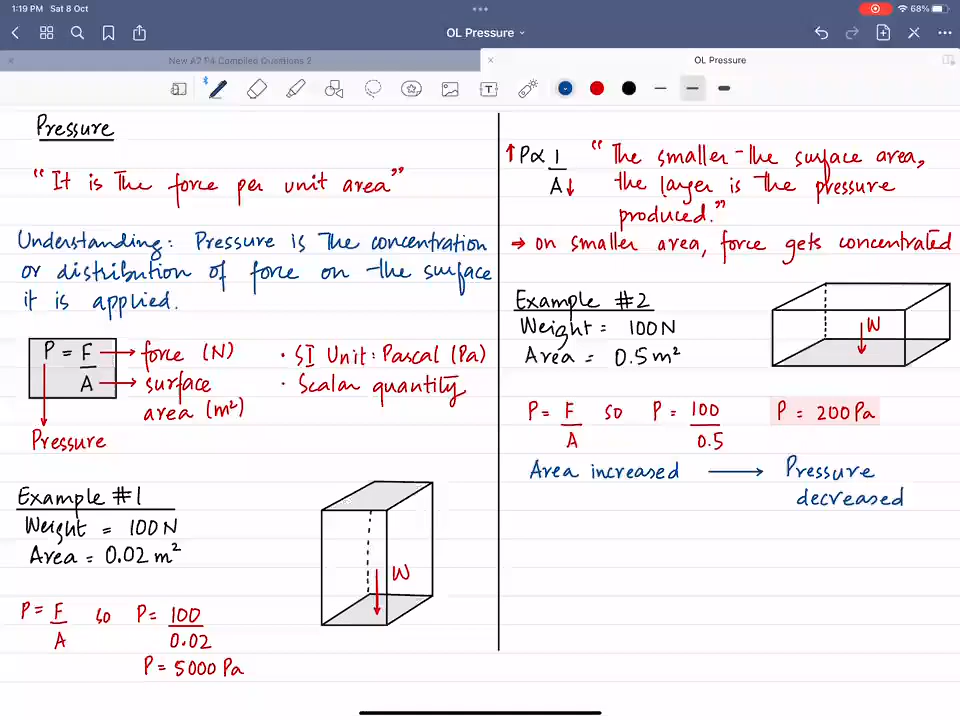 1:19 PM Sat 8 Oct
68%
OL Pressure
New A2 P4 Compiled Questions 2
OL Pressure
Pressure
"It is the force per unit area"
Understanding: Pressure is the concentration
or distribution of force on the surface
it is applied.
P = F/A
force (N)
surface
area (m²)
Pressure
· SI Unit: Pascal (Pa)
· Scalar quantity
Example #1
Weight = 100 N
Area = 0.02 m²
W
P = F/A so P = 100/0.02
P = 5000 Pa
↑P∝ 1/A↓
"The smaller the surface area,
the larger is the pressure
produced."
→ on smaller area, force gets concentrated
Example #2
Weight = 100N
Area = 0.5 m²
W
P = F/A so P = 100/0.5 P = 200 Pa
Area increased → Pressure
decreased